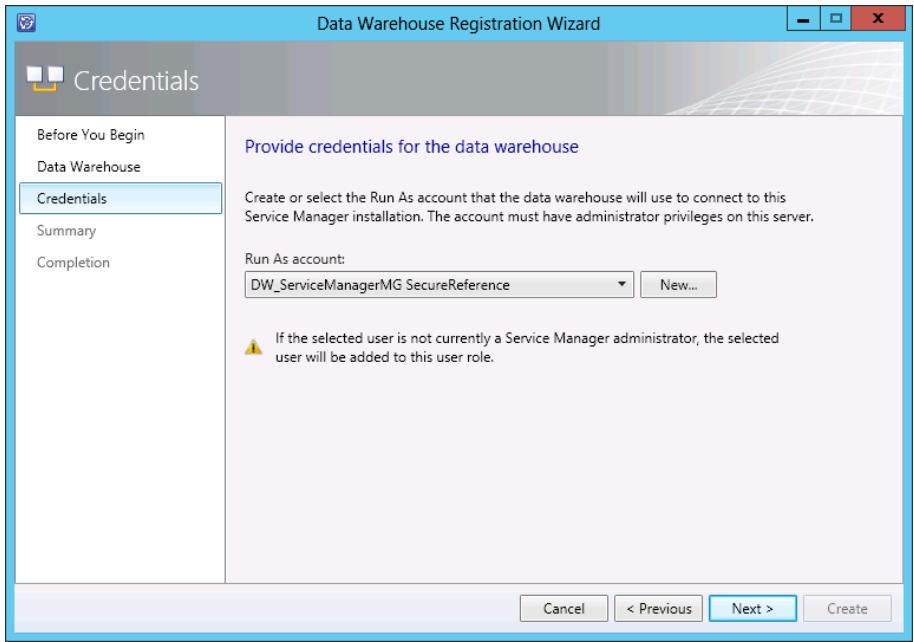 Data Warehouse Registration Wizard
Credentials
Before You Begin
Data Warehouse
Credentials
Summary
Completion
Provide credentials for the data warehouse
Create or select the Run As account that the data warehouse will use to connect to this
Service Manager installation. The account must have administrator privileges on this server.
Run As account:
DW_ServiceManagerMG SecureReference
New...
If the selected user is not currently a Service Manager administrator, the selected
user will be added to this user role.
Cancel
< Previous
Next >
Create